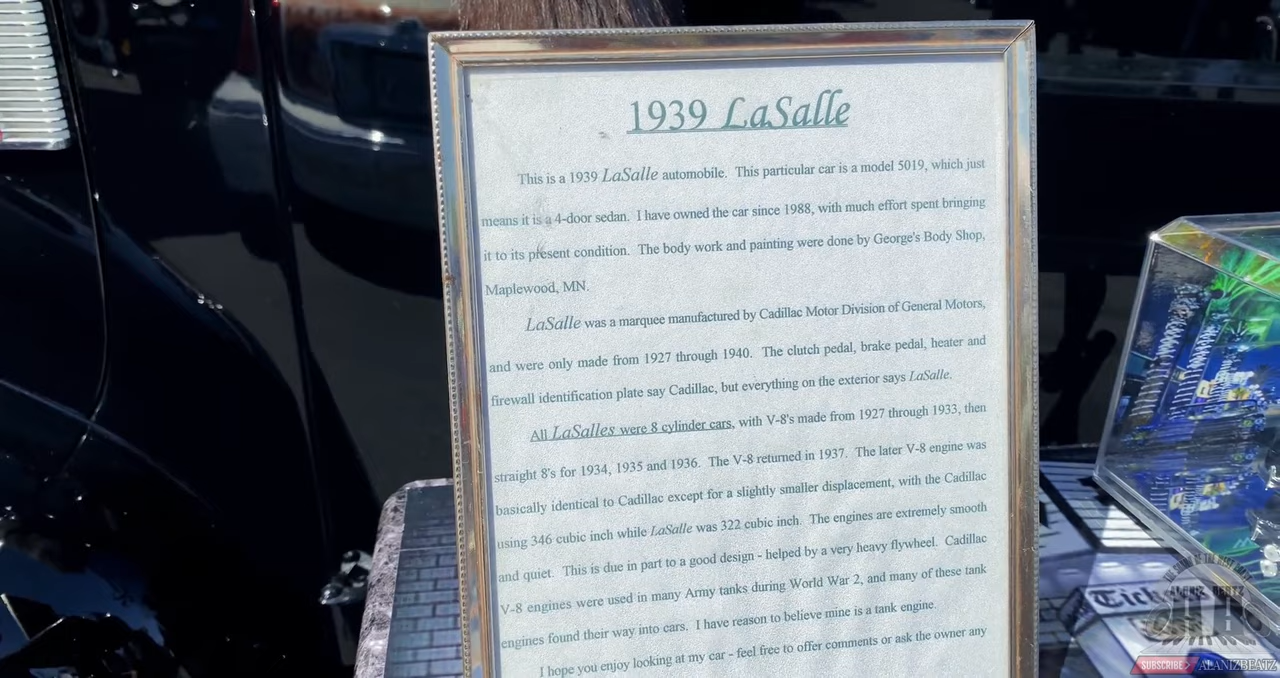 1939 LaSalle
This is a 1939 LaSalle automobile. This particular car is a model 5019, which just
means it is a 4-door sedan. I have owned the car since 1988, with much effort spent bringing
it to its present condition. The body work and painting were done by George's Body Shop,
Maplewood, MN.
LaSalle was a marquee manufactured by Cadillac Motor Division of General Motors,
and were only made from 1927 through 1940. The clutch pedal, brake pedal, heater and
firewall identification plate say Cadillac, but everything on the exterior says LaSalle.
All LaSalles were 8 cylinder cars, with V-8's made from 1927 through 1933, then
straight 8's for 1934, 1935 and 1936. The V-8 returned in 1937. The later V-8 engine was
basically identical to Cadillac except for a slightly smaller displacement, with the Cadillac
using 346 cubic inch while LaSalle was 322 cubic inch. The engines are extremely smooth
and quiet. This is due in part to a good design - helped by a very heavy flywheel. Cadillac
V-8 engines were used in many Army tanks during World War 2, and many of these tank
engines found their way into cars. I have reason to believe mine is a tank engine.
I hope you enjoy looking at my car - feel free to offer comments or ask the owner any
Tick
ALANIZ BEATZ
SUBSCRIBE ALANIZBEATZ